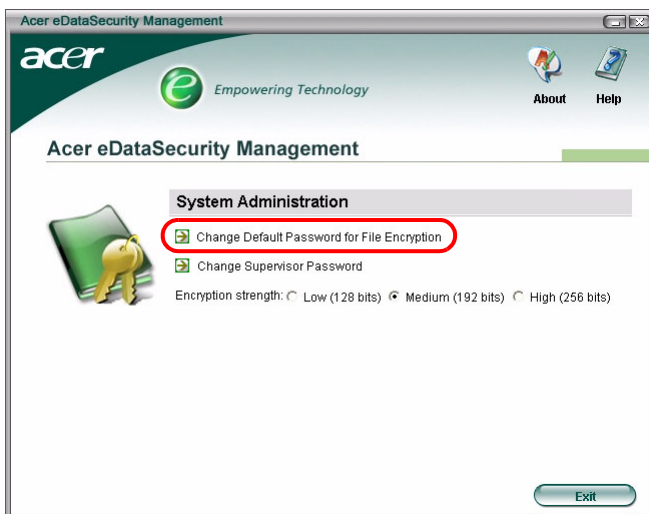 Acer eDataSecurity Management
acer
e Empowering Technology
About Help
Acer eDataSecurity Management
System Administration
Change Default Password for File Encryption
Change Supervisor Password
Encryption strength: Low (128 bits) Medium (192 bits) High (256 bits)
Exit